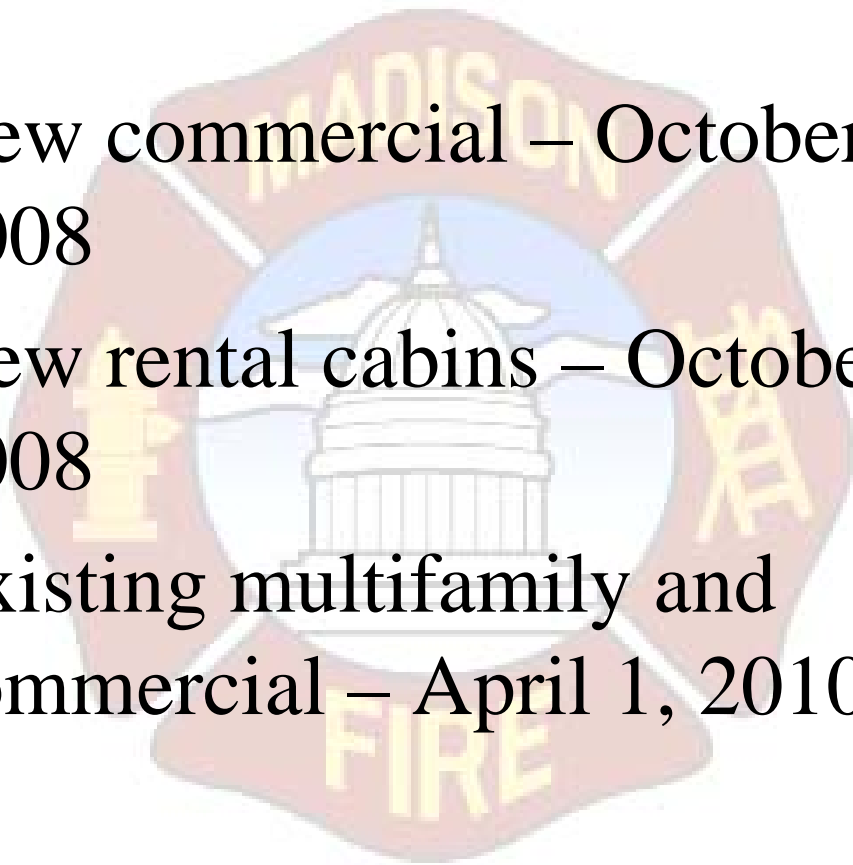 MADISON
ew commercial – October
008
ew rental cabins – Octobe
008
xisting multifamily and
ommercial – April 1, 2010
FIRE